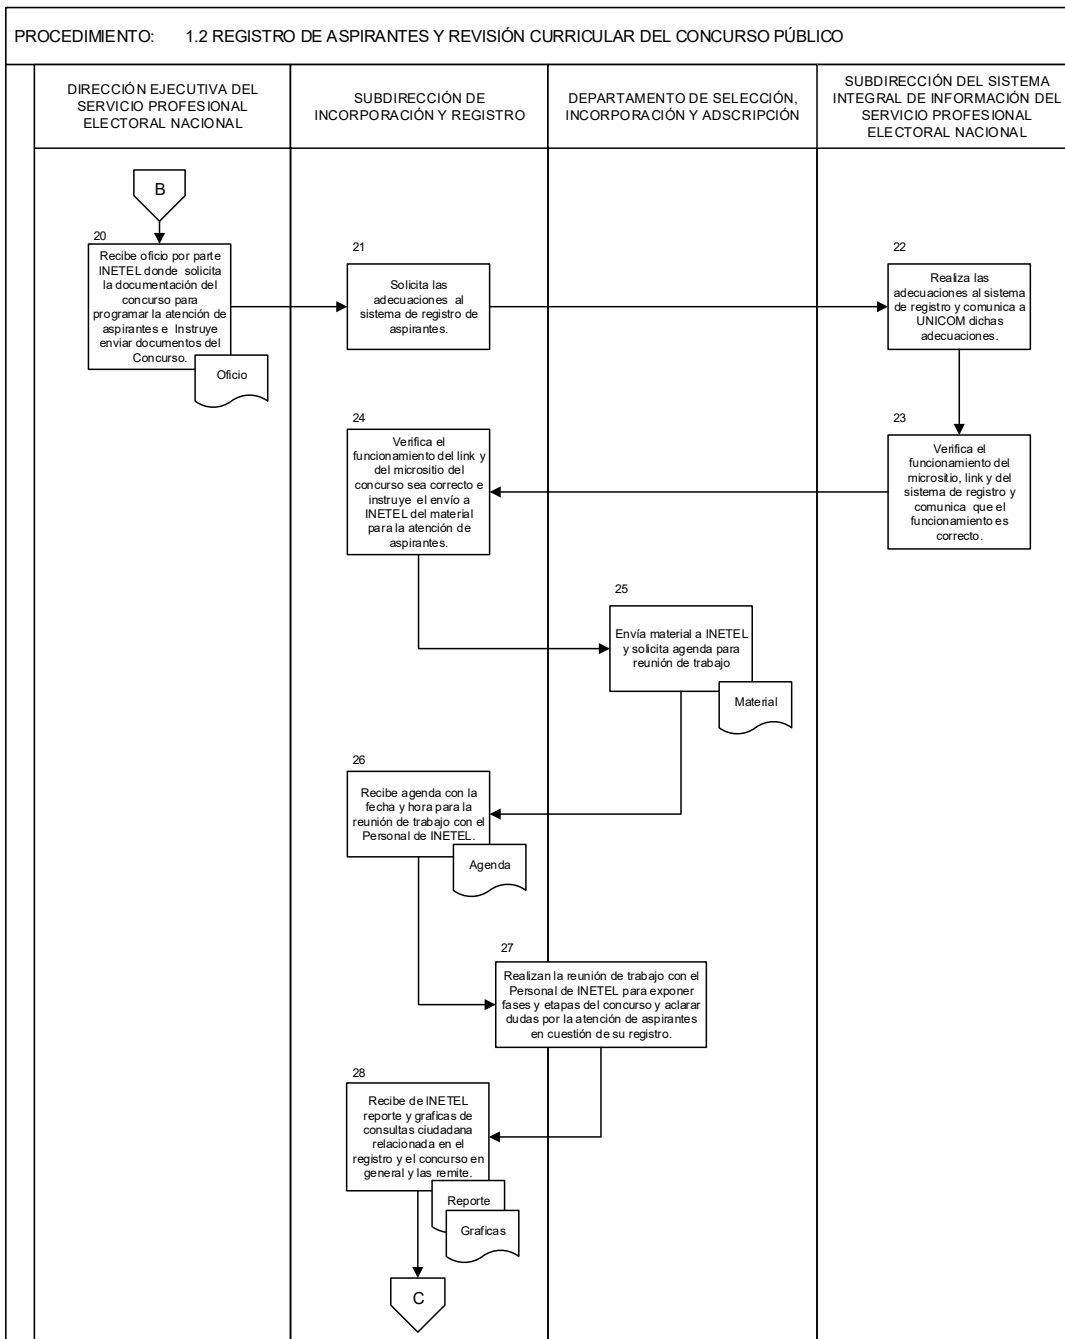 PROCEDIMIENTO: 1.2 REGISTRO DE ASPIRANTES Y REVISIÓN CURRICULAR DEL CONCURSO PÚBLICO
DIRECCIÓN EJECUTIVA DEL
SERVICIO PROFESIONAL
ELECTORAL NACIONAL
SUBDIRECCIÓN DE
INCORPORACIÓN Y REGISTRO
DEPARTAMENTO DE SELECCIÓN,
INCORPORACIÓN Y ADSCRIPCIÓN
SUBDIRECCIÓN DEL SISTEMA
INTEGRAL DE INFORMACIÓN DEL
SERVICIO PROFESIONAL
ELECTORAL NACIONAL
B
20
Recibe oficio por parte
INETEL donde solicita
la documentación del
concurso para
programar la atención de
aspirantes e Instruye
enviar documentos del
Concurso.
Oficio
21
Solicita las
adecuaciones al
sistema de registro de
aspirantes.
22
Realiza las
adecuaciones al sistema
de registro y comunica a
UNICOM dichas
adecuaciones.
23
Verifica el
funcionamiento del
micrositio, link y del
sistema de registro y
comunica que el
funcionamiento es
correcto.
24
Verifica el
funcionamiento del link y
del micrositio del
concurso sea correcto e
instruye el envío a
INETEL del material
para la atención de
aspirantes.
25
Envía material a INETEL
y solicita agenda para
reunión de trabajo
Material
26
Recibe agenda con la
fecha y hora para la
reunión de trabajo con el
Personal de INETEL.
Agenda
27
Realizan la reunión de trabajo con el
Personal de INETEL para exponer
fases y etapas del concurso y aclarar
dudas por la atención de aspirantes
en cuestión de su registro.
28
Recibe de INETEL
reporte y graficas de
consultas ciudadana
relacionada en el
registro y el concurso en
general y las remite.
Reporte
Graficas
C